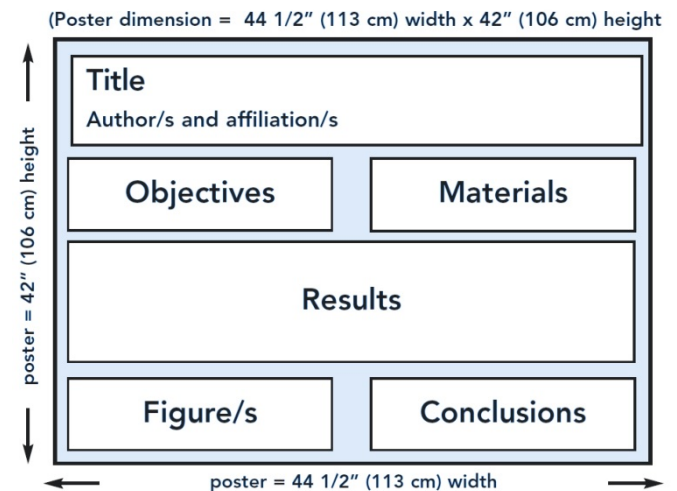 (Poster dimension = 44 1/2” (113 cm) width x 42” (106 cm) height
poster = 42” (106 cm) height
Title
Author/s and affiliation/s
Objectives
Materials
Results
Figure/s
Conclusions
poster = 44 1/2” (113 cm) width